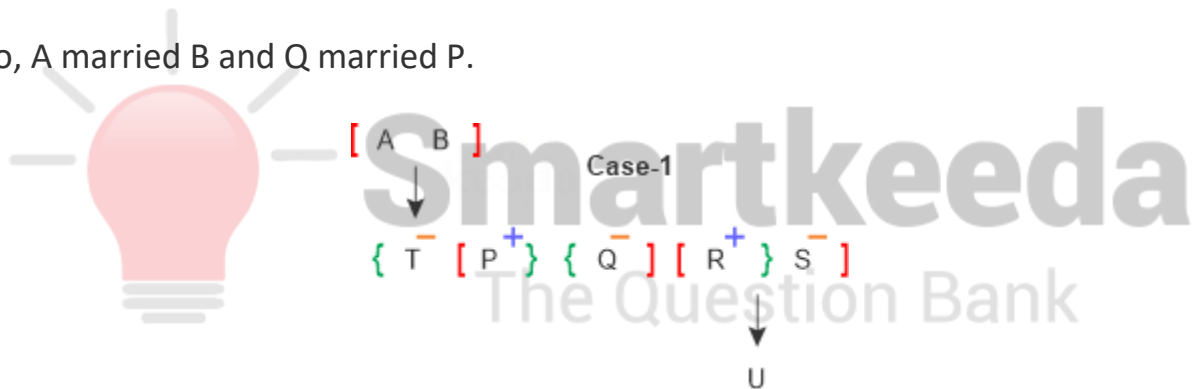 o, A married B and Q married P.
[ A B ]
Case-1
Smartkeeda
{ T − [ P + } { Q − ] [ R + } S − ]
The Question Bank
U